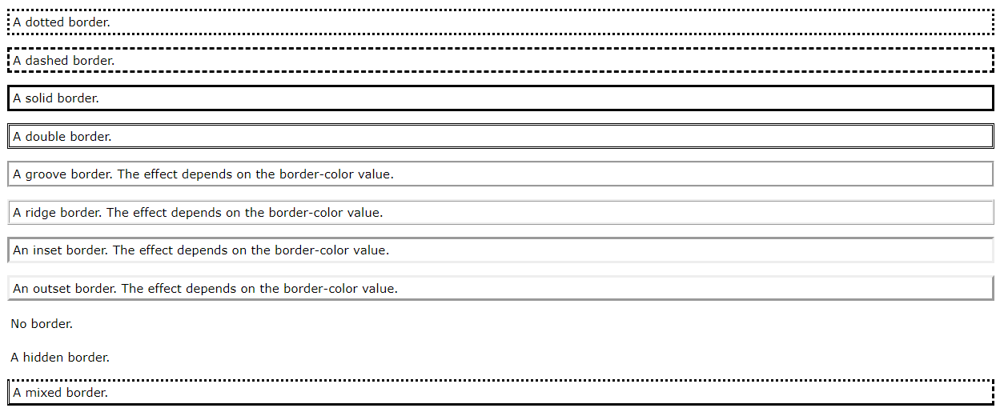 A dotted border.
A dashed border.
A solid border.
A double border.
A groove border. The effect depends on the border-color value.
A ridge border. The effect depends on the border-color value.
An inset border. The effect depends on the border-color value.
An outset border. The effect depends on the border-color value.
No border.
A hidden border.
A mixed border.